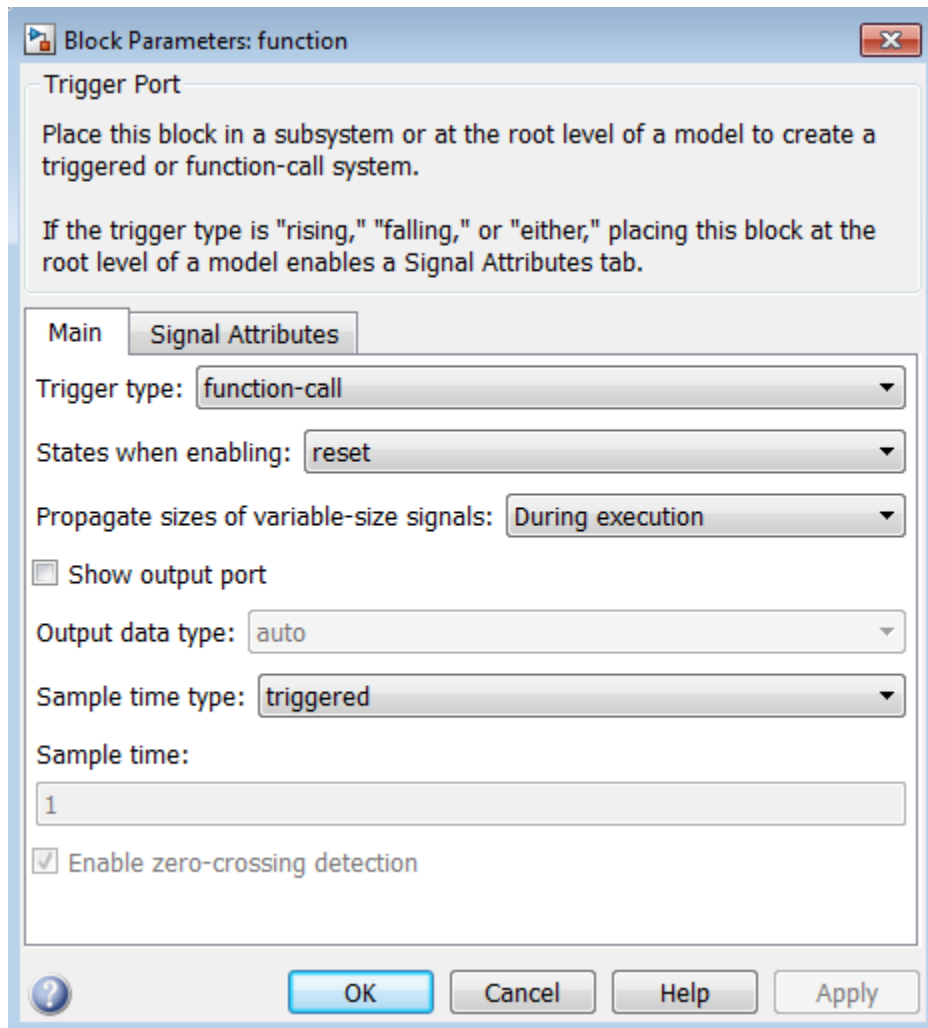 Block Parameters: function
Trigger Port
Place this block in a subsystem or at the root level of a model to create a
triggered or function-call system.
If the trigger type is "rising," "falling," or "either," placing this block at the
root level of a model enables a Signal Attributes tab.
Main Signal Attributes
Trigger type: function-call
States when enabling: reset
Propagate sizes of variable-size signals: During execution
Show output port
Output data type: auto
Sample time type: triggered
Sample time:
1
Enable zero-crossing detection
? OK Cancel Help Apply